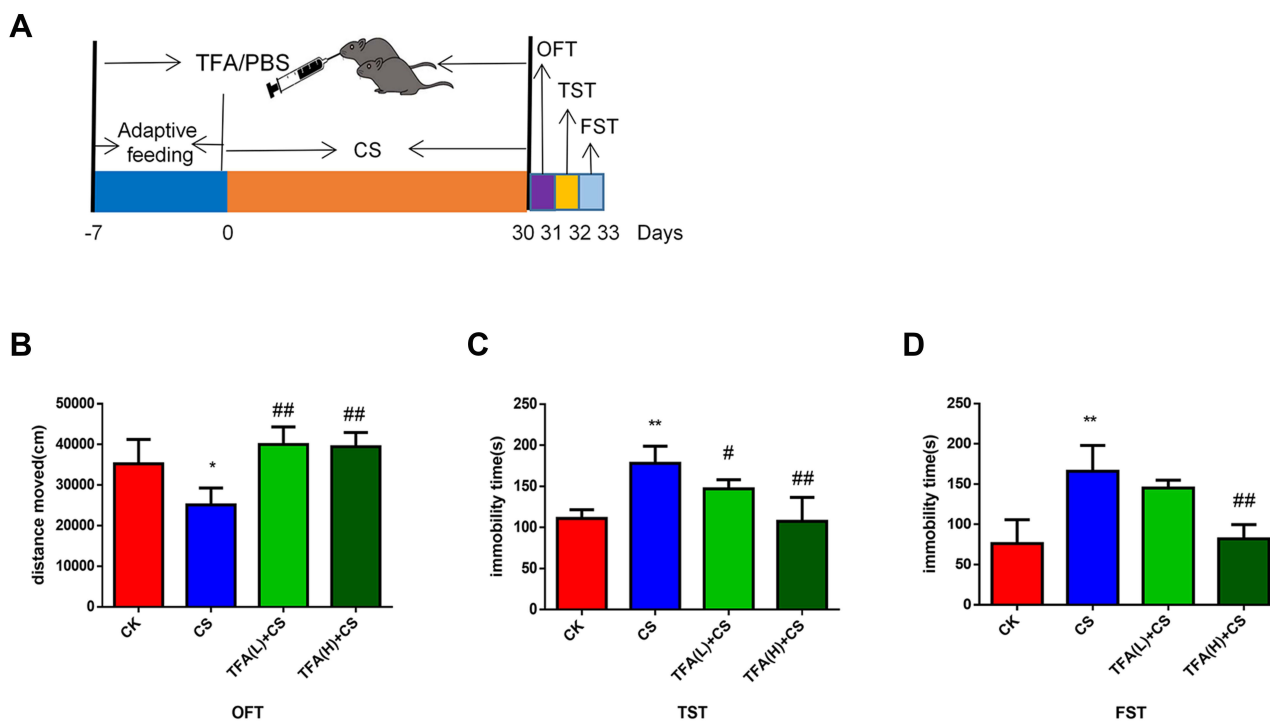 A
TFA/PBS
OFT
TST
FST
Adaptive
feeding
CS
-7 0 30 31 32 33 Days
B
C
D
distance moved(cm)
50000
40000
30000
20000
10000
0
*
##
##
CK
CS
TFA(L)+CS
TFA(H)+CS
OFT
immobility time(s)
250
200
150
100
50
0
**
#
##
CK
CS
TFA(L)+CS
TFA(H)+CS
TST
immobility time(s)
250
200
150
100
50
0
**
##
CK
CS
TFA(L)+CS
TFA(H)+CS
FST